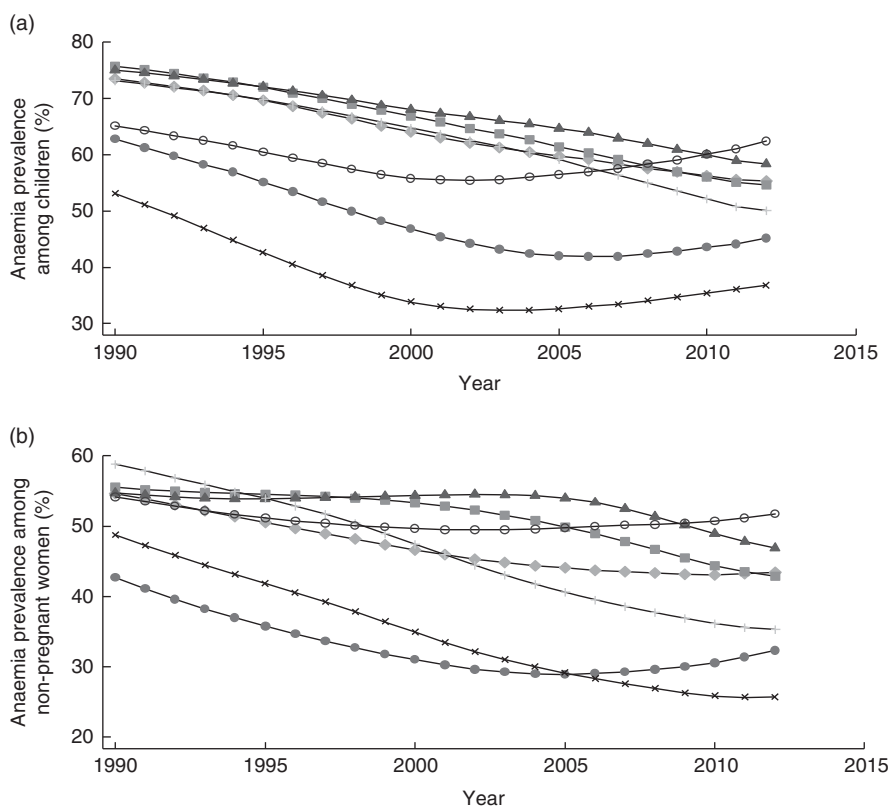 (a)
80
70
60
50
40
30
Anaemia prevalence
among children (%)
1990 1995 2000 2005 2010 2015
Year
(b)
60
50
40
30
20
Anaemia prevalence among
non-pregnant women (%)
1990 1995 2000 2005 2010 2015
Year